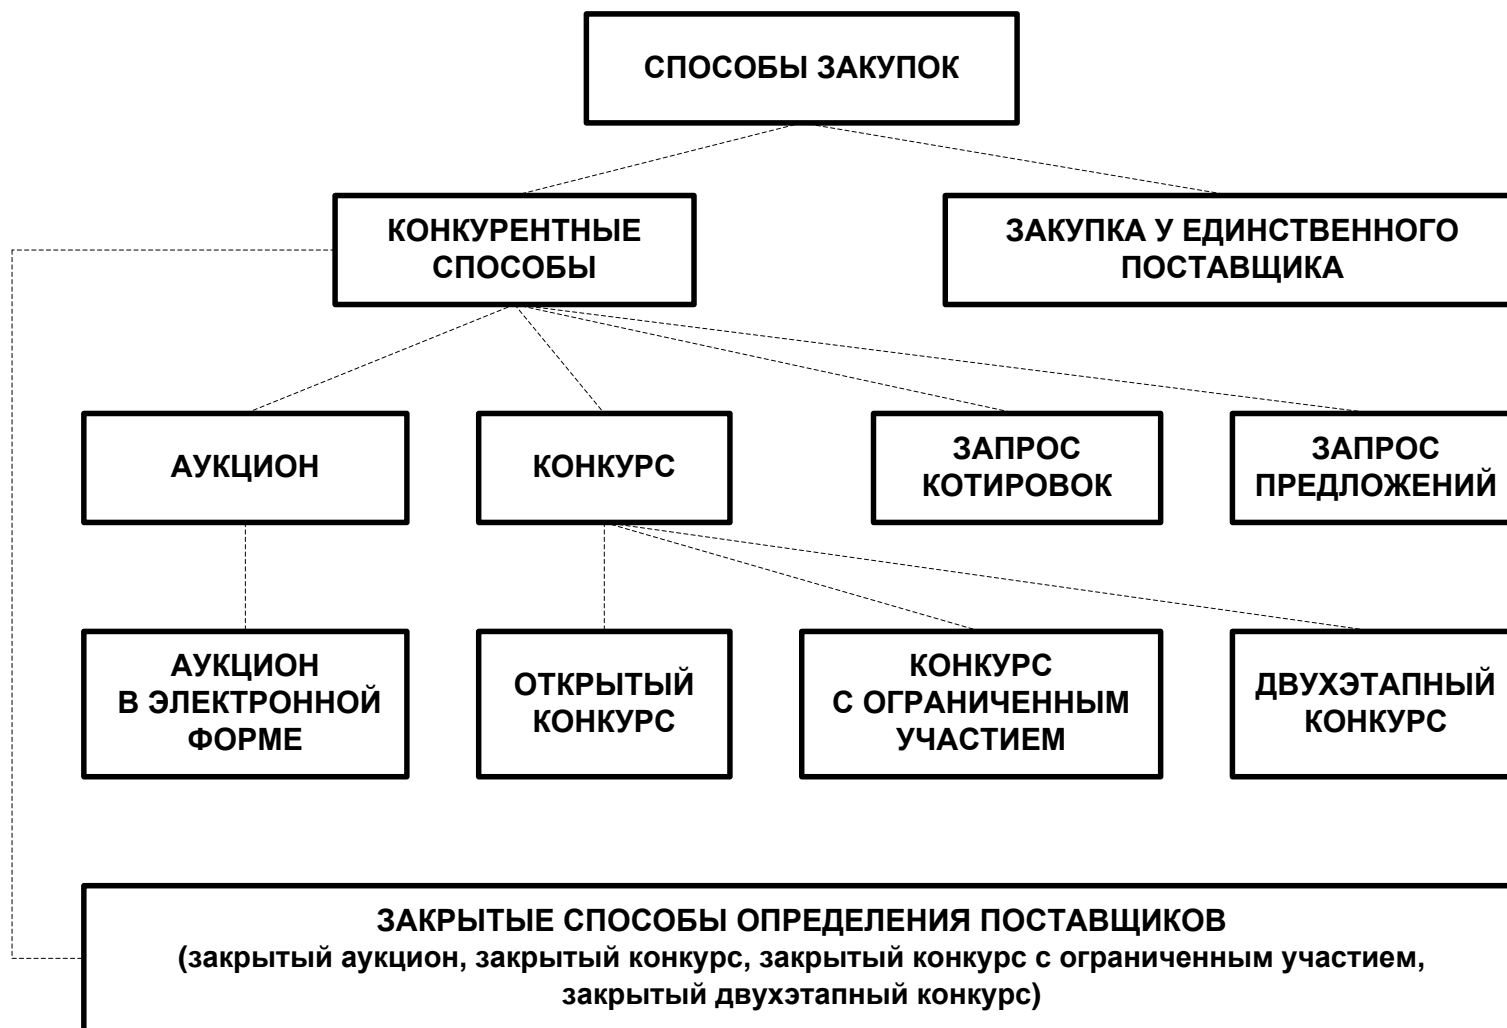 СПОСОБЫ ЗАКУПОК
КОНКУРЕНТНЫЕ
СПОСОБЫ
ЗАКУПКА У ЕДИНСТВЕННОГО
ПОСТАВЩИКА
АУКЦИОН
КОНКУРС
ЗАПРОС
КОТИРОВОК
ЗАПРОС
ПРЕДЛОЖЕНИЙ
АУКЦИОН
В ЭЛЕКТРОННОЙ
ФОРМЕ
ОТКРЫТЫЙ
КОНКУРС
КОНКУРС
С ОГРАНИЧЕННЫМ
УЧАСТИЕМ
ДВУХЭТАПНЫЙ
КОНКУРС
ЗАКРЫТЫЕ СПОСОБЫ ОПРЕДЕЛЕНИЯ ПОСТАВЩИКОВ
(закрытый аукцион, закрытый конкурс, закрытый конкурс с ограниченным участием,
закрытый двухэтапный конкурс)